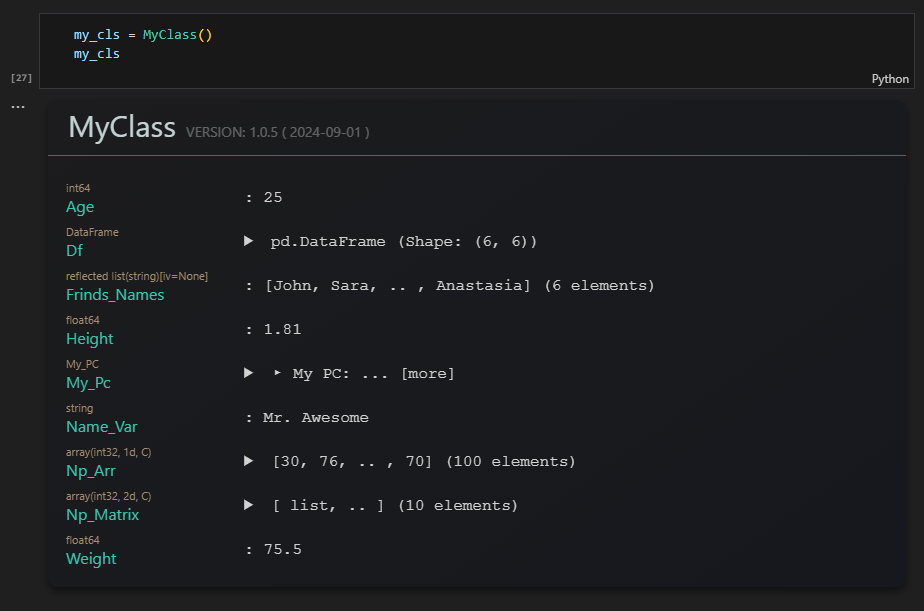 my_cls = MyClass()
my_cls
[27]
Python
...
MyClass VERSION: 1.0.5 ( 2024-09-01 )
int64
Age : 25
DataFrame
Df ▶ pd.DataFrame (Shape: (6, 6))
reflected list(string)[iv=None]
Frinds_Names : [John, Sara, .. , Anastasia] (6 elements)
float64
Height : 1.81
My_PC
My_Pc ▶ ▸ My PC: ... [more]
string
Name_Var : Mr. Awesome
array(int32, 1d, C)
Np_Arr ▶ [30, 76, .. , 70] (100 elements)
array(int32, 2d, C)
Np_Matrix ▶ [ list, .. ] (10 elements)
float64
Weight : 75.5